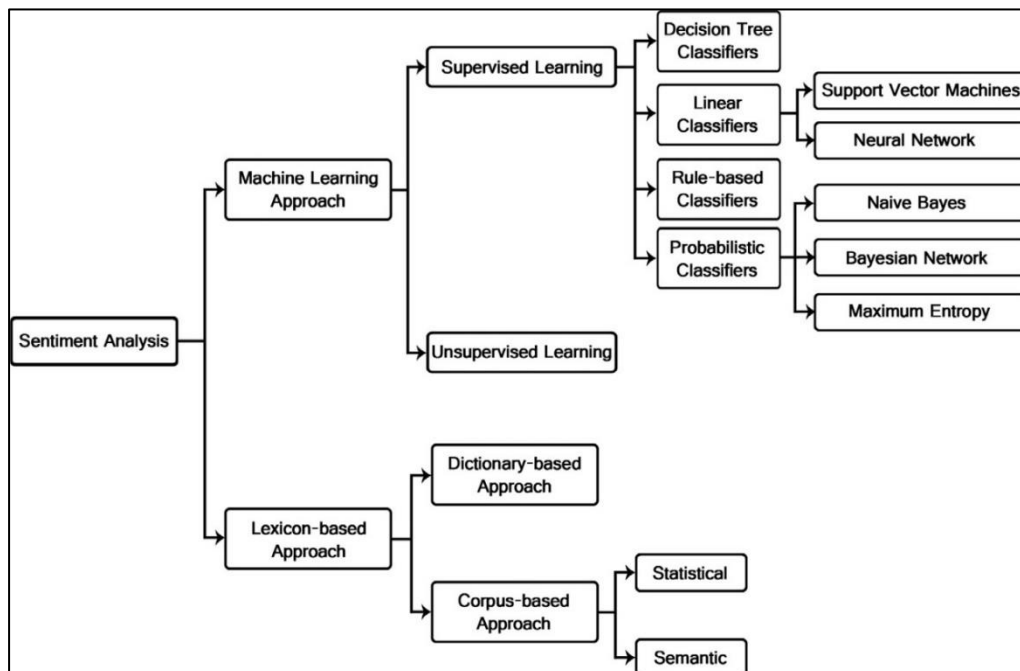 Decision Tree
Classifiers
Supervised Learning
Support Vector Machines
Linear
Classifiers
Neural Network
Machine Learning
Approach
Rule-based
Classifiers
Naive Bayes
Probabilistic
Classifiers
Bayesian Network
Maximum Entropy
Sentiment Analysis
Unsupervised Learning
Dictionary-based
Approach
Lexicon-based
Approach
Statistical
Corpus-based
Approach
Semantic